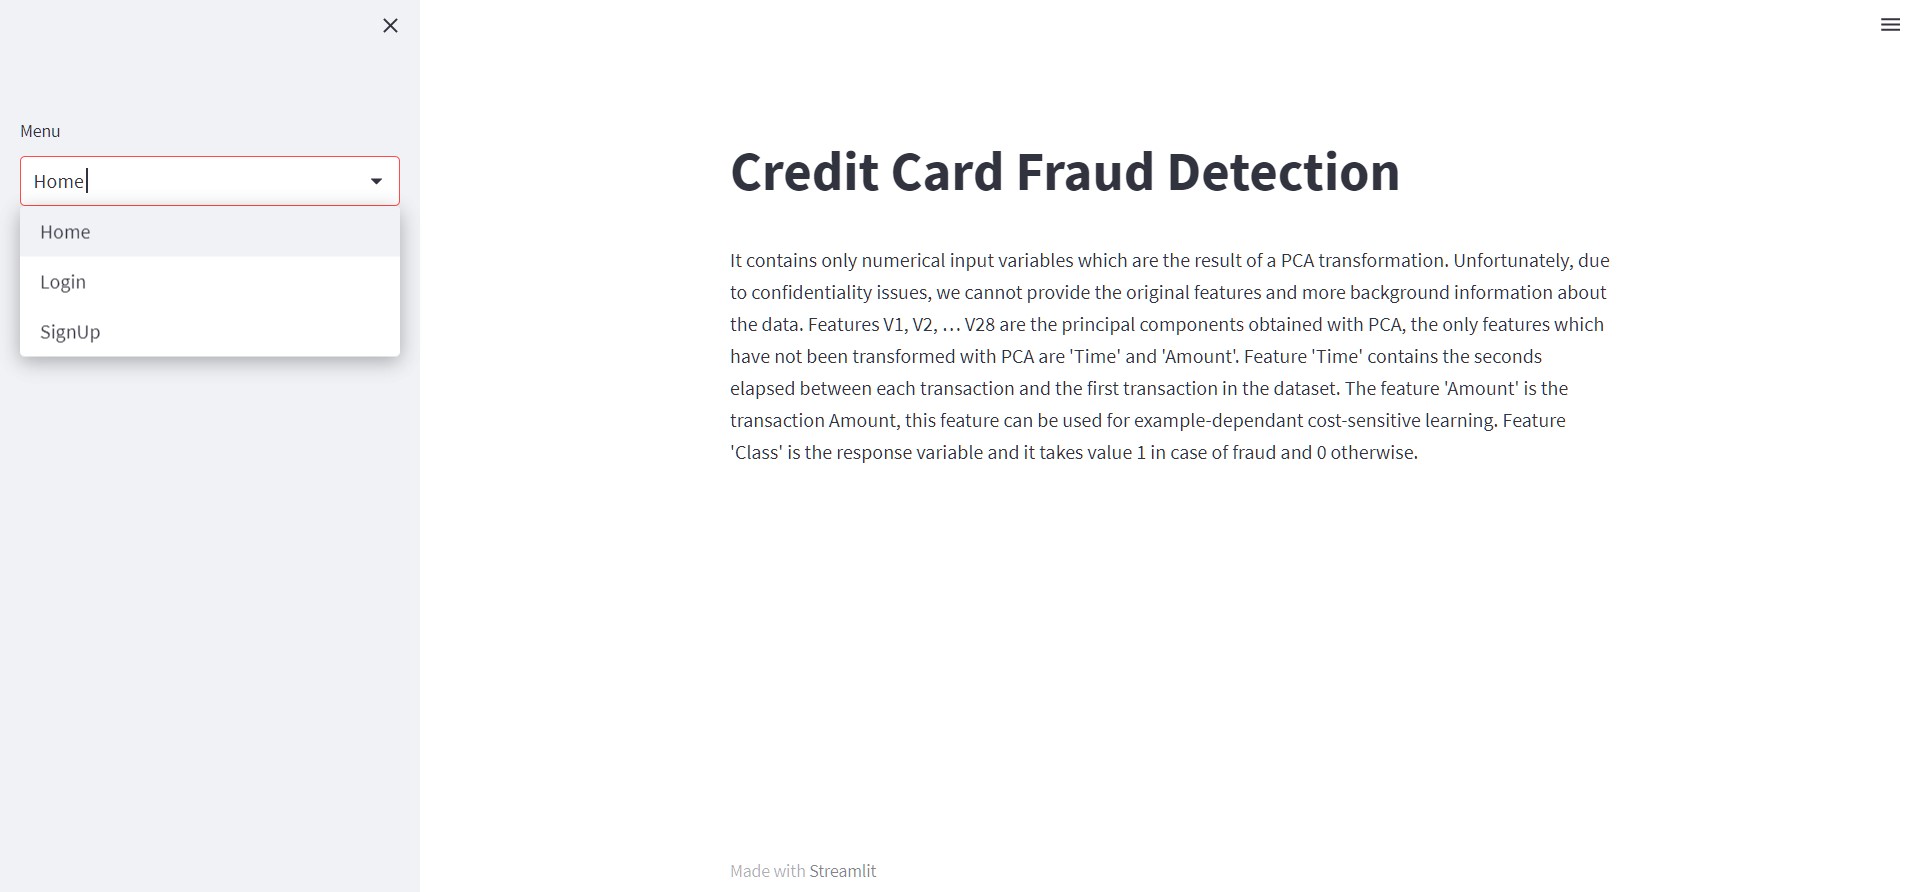 Menu
Home
Home
Login
SignUp
Credit Card Fraud Detection
It contains only numerical input variables which are the result of a PCA transformation. Unfortunately, due
to confidentiality issues, we cannot provide the original features and more background information about
the data. Features V1, V2, … V28 are the principal components obtained with PCA, the only features which
have not been transformed with PCA are 'Time' and 'Amount'. Feature 'Time' contains the seconds
elapsed between each transaction and the first transaction in the dataset. The feature 'Amount' is the
transaction Amount, this feature can be used for example-dependant cost-sensitive learning. Feature
'Class' is the response variable and it takes value 1 in case of fraud and 0 otherwise.
Made with Streamlit